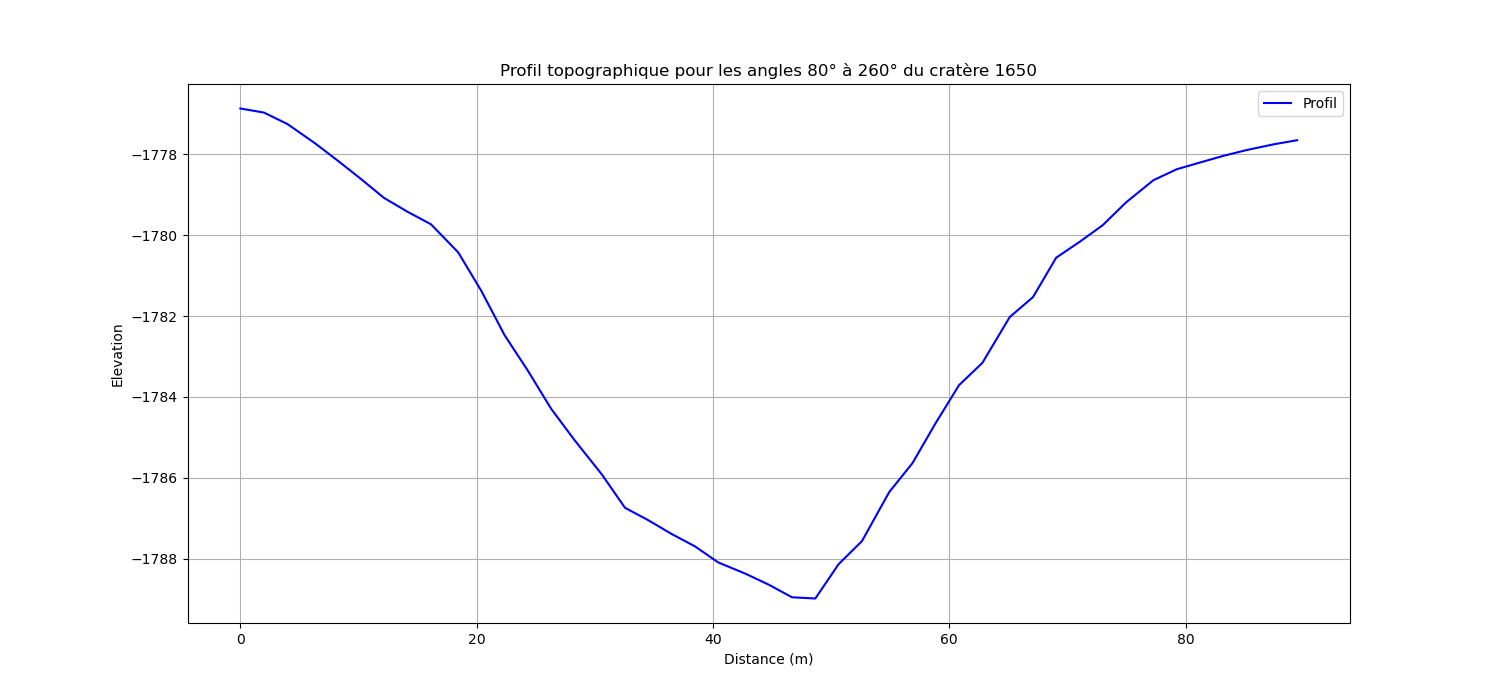 Profil topographique pour les angles 80° à 260° du cratère 1650
Profil
−1778
−1780
−1782
−1784
−1786
−1788
Elevation
0 20 40 60 80
Distance (m)